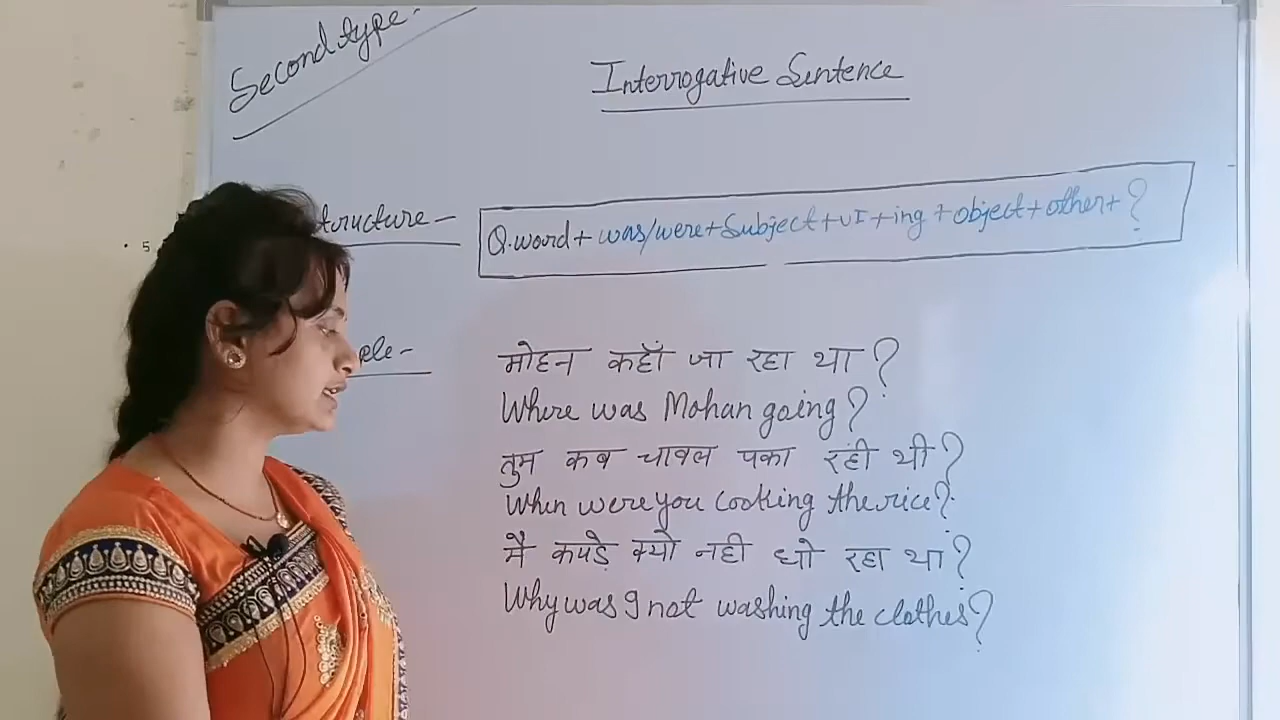 Second type-
Interrogative Sentence
tructure-
Q.word + was/were + Subject + vI + ing + object + other + ?
ple-
मोहन कहाँ जा रहा था ?
Where was Mohan going ?
तुम कब चावल पका रही थी ?
When were you cooking the rice ?
मै कपड़े क्यो नही धो रहा था ?
Why was I not washing the clothes ?